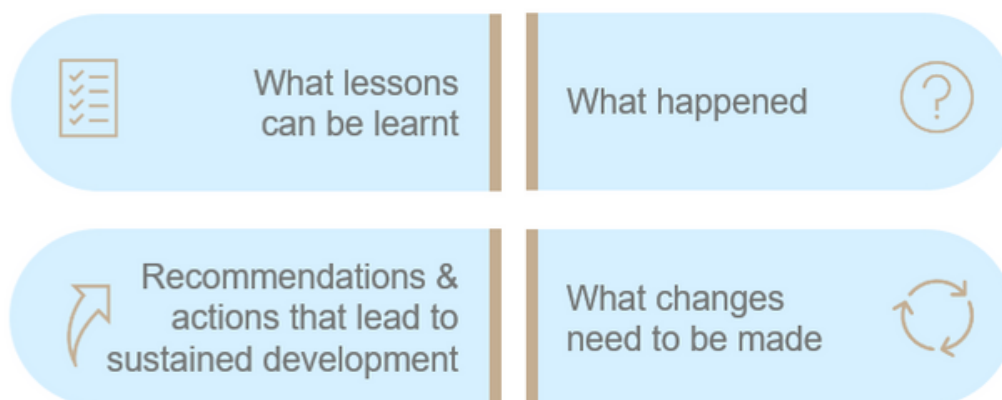 What lessons
can be learnt
What happened
Recommendations &
actions that lead to
sustained development
What changes
need to be made